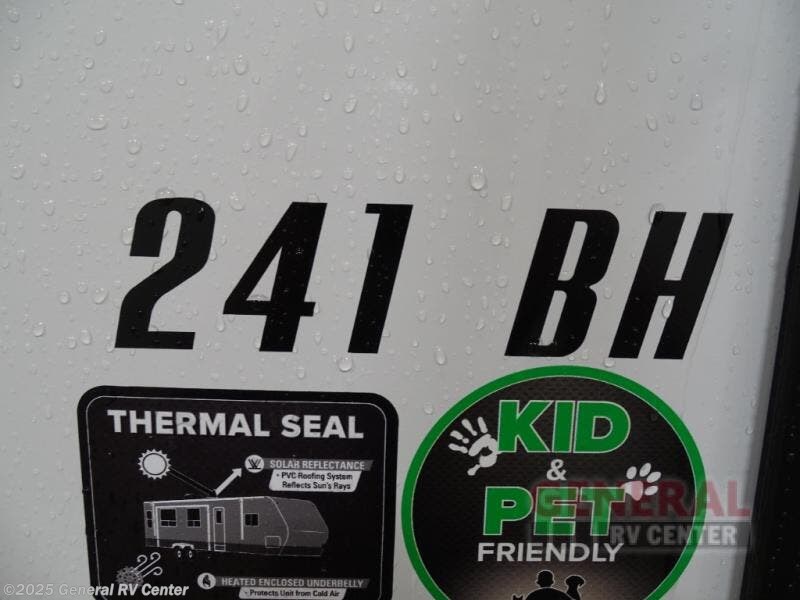 241 BH
THERMAL SEAL
SOLAR REFLECTANCE
- PVC Roofing System
Reflects Sun's Rays
HEATED ENCLOSED UNDERBELLY
- Protects Unit from Cold Air
KID
&
PET
FRIENDLY
GENERAL
RV CENTER
©2025 General RV Center